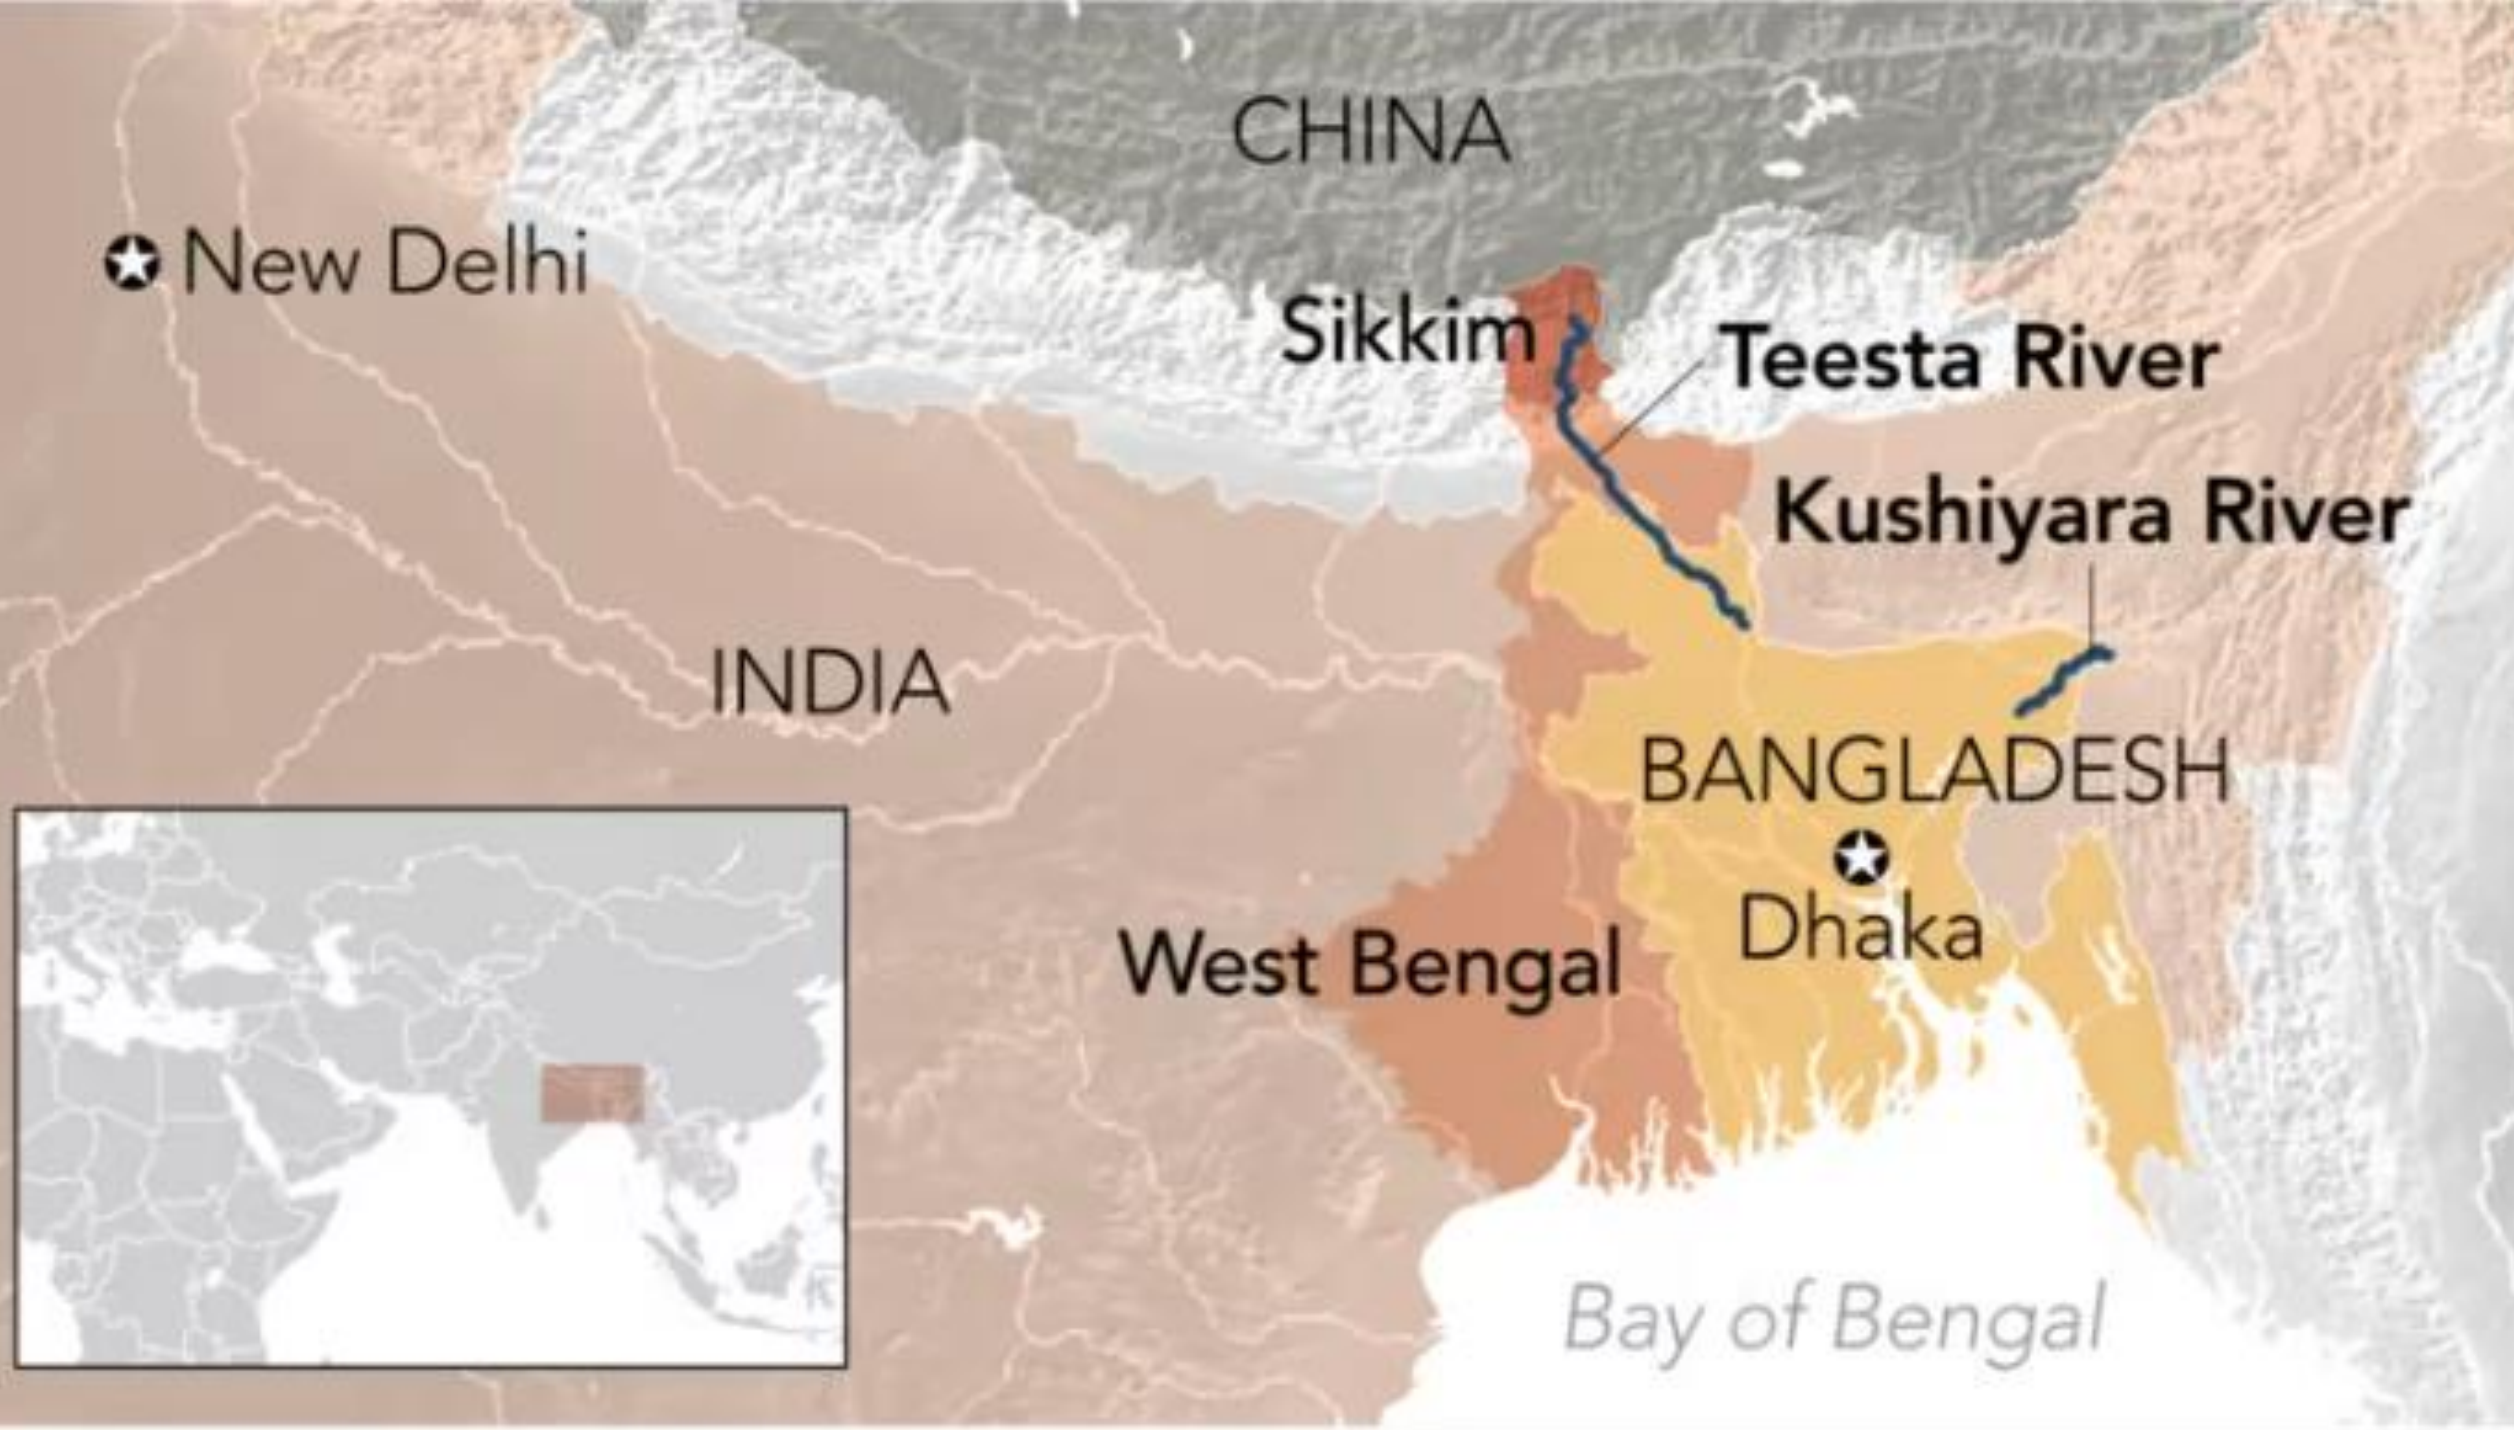 CHINA
New Delhi
Sikkim
Teesta River
Kushiyara River
INDIA
BANGLADESH
Dhaka
West Bengal
Bay of Bengal